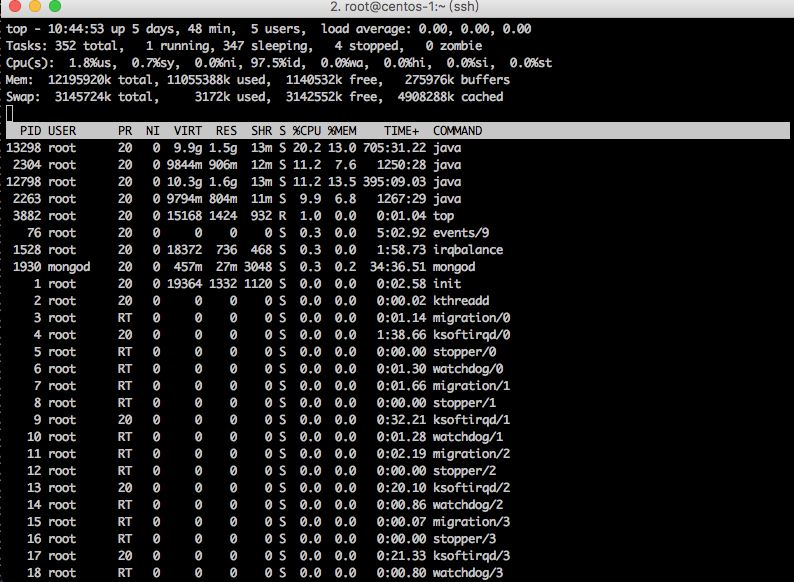 2. root@centos-1:~ (ssh)
top - 10:44:53 up 5 days, 48 min,  5 users,  load average: 0.00, 0.00, 0.00
Tasks: 352 total,   1 running, 347 sleeping,   4 stopped,   0 zombie
Cpu(s):  1.8%us,  0.7%sy,  0.0%ni, 97.5%id,  0.0%wa,  0.0%hi,  0.0%si,  0.0%st
Mem:  12195920k total, 11055388k used,  1140532k free,   275976k buffers
Swap:  3145724k total,     3172k used,  3142552k free,  4908288k cached
PID USER      PR  NI  VIRT  RES  SHR S %CPU %MEM    TIME+  COMMAND
13298 root      20   0  9.9g 1.5g  13m S 20.2 13.0 705:31.22 java
2304 root      20   0 9844m 906m  12m S 11.2  7.6   1250:28 java
12798 root      20   0 10.3g 1.6g  13m S 11.2 13.5 395:09.03 java
2263 root      20   0 9794m 804m  11m S  9.9  6.8   1267:29 java
3882 root      20   0 15168 1424  932 R  1.0  0.0   0:01.04 top
76 root      20   0     0    0    0 S  0.3  0.0   5:02.92 events/9
1528 root      20   0 18372  736  468 S  0.3  0.0   1:58.73 irqbalance
1930 mongod    20   0  457m  27m 3048 S  0.3  0.2  34:36.51 mongod
1 root      20   0 19364 1332 1120 S  0.0  0.0   0:02.58 init
2 root      20   0     0    0    0 S  0.0  0.0   0:00.02 kthreadd
3 root      RT   0     0    0    0 S  0.0  0.0   0:01.14 migration/0
4 root      20   0     0    0    0 S  0.0  0.0   1:38.66 ksoftirqd/0
5 root      RT   0     0    0    0 S  0.0  0.0   0:00.00 stopper/0
6 root      RT   0     0    0    0 S  0.0  0.0   0:01.30 watchdog/0
7 root      RT   0     0    0    0 S  0.0  0.0   0:01.66 migration/1
8 root      RT   0     0    0    0 S  0.0  0.0   0:00.00 stopper/1
9 root      20   0     0    0    0 S  0.0  0.0   0:32.21 ksoftirqd/1
10 root      RT   0     0    0    0 S  0.0  0.0   0:01.28 watchdog/1
11 root      RT   0     0    0    0 S  0.0  0.0   0:02.19 migration/2
12 root      RT   0     0    0    0 S  0.0  0.0   0:00.00 stopper/2
13 root      20   0     0    0    0 S  0.0  0.0   0:20.10 ksoftirqd/2
14 root      RT   0     0    0    0 S  0.0  0.0   0:00.86 watchdog/2
15 root      RT   0     0    0    0 S  0.0  0.0   0:00.07 migration/3
16 root      RT   0     0    0    0 S  0.0  0.0   0:00.00 stopper/3
17 root      20   0     0    0    0 S  0.0  0.0   0:21.33 ksoftirqd/3
18 root      RT   0     0    0    0 S  0.0  0.0   0:00.80 watchdog/3